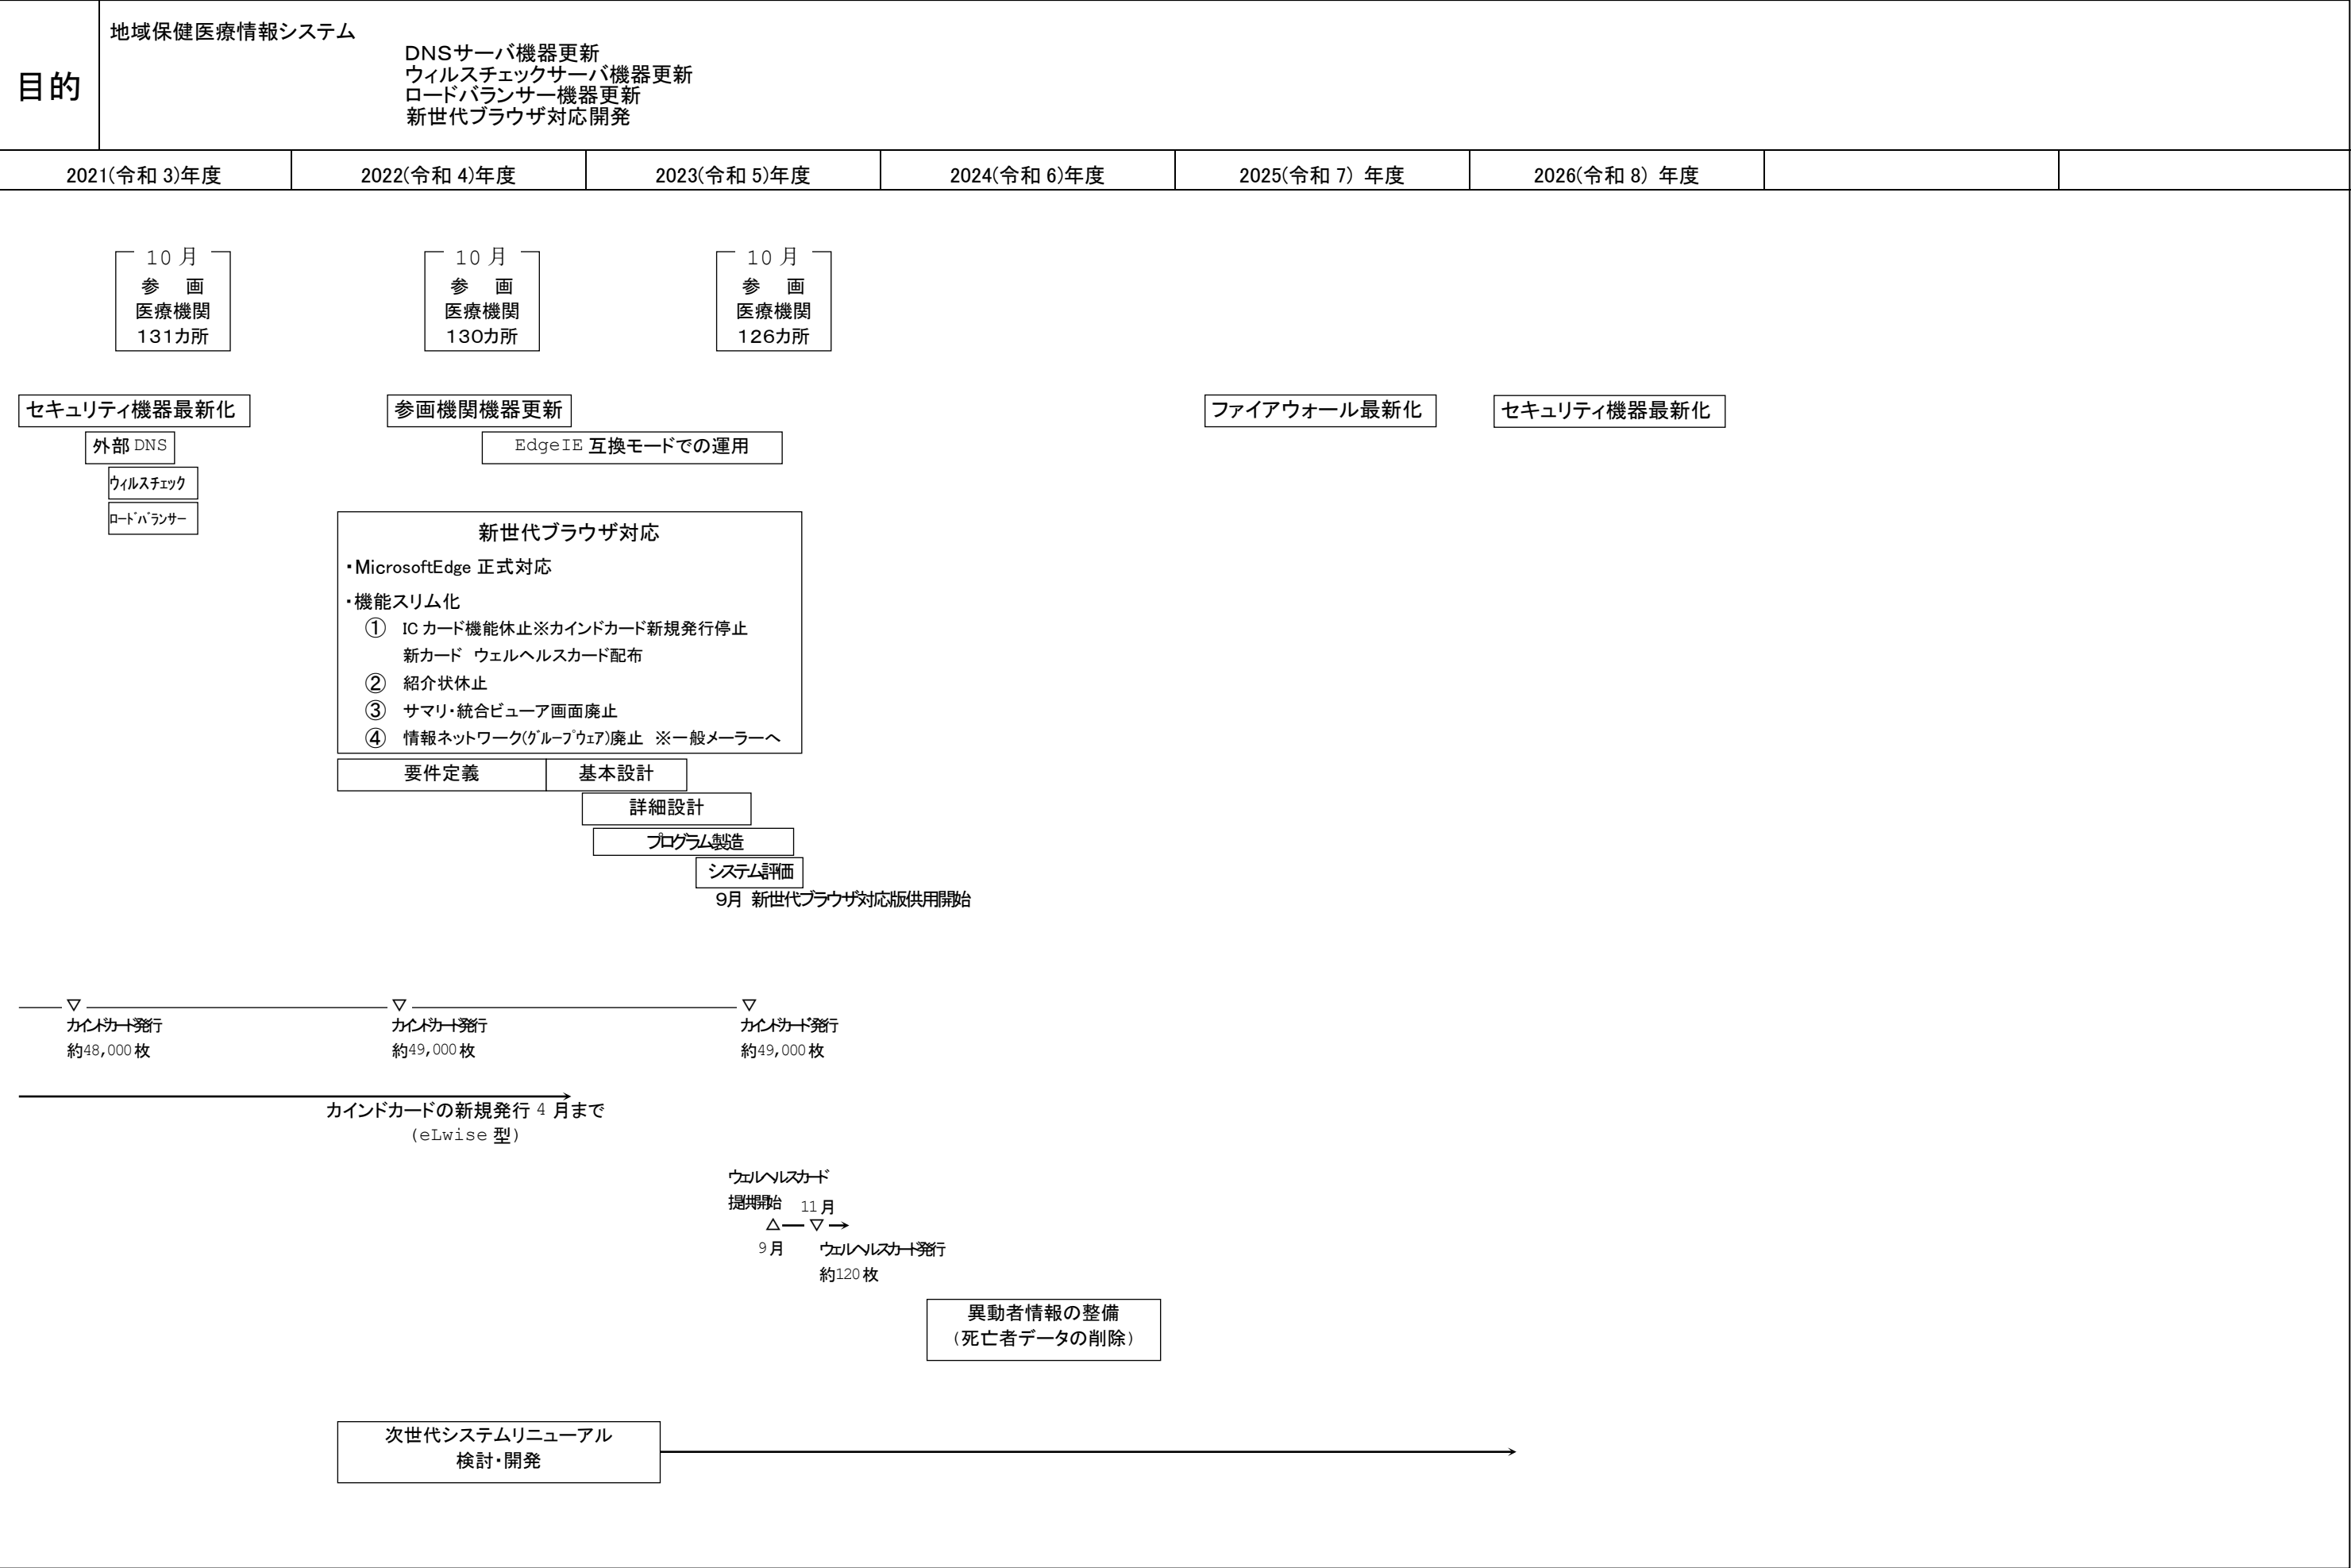 目的
地域保健医療情報システム
DNSサーバ機器更新
ウィルスチェックサーバ機器更新
ロードバランサー機器更新
新世代ブラウザ対応開発
2021(令和 3)年度
2022(令和 4)年度
2023(令和 5)年度
2024(令和 6)年度
2025(令和 7) 年度
2026(令和 8) 年度
10 月
参 画
医療機関
131カ所
10 月
参 画
医療機関
130カ所
10 月
参 画
医療機関
126カ所
セキュリティ機器最新化
参画機関機器更新
ファイアウォール最新化
セキュリティ機器最新化
外部 DNS
EdgeIE 互換モードでの運用
ウィルスチェック
ロードバランサー
新世代ブラウザ対応
・MicrosoftEdge 正式対応
・機能スリム化
① IC カード機能休止※カインドカード新規発行停止
新カード ウェルヘルスカード配布
② 紹介状休止
③ サマリ・統合ビューア画面廃止
④ 情報ネットワーク(グループウェア)廃止 ※一般メーラーへ
要件定義
基本設計
詳細設計
プログラム製造
システム評価
9月 新世代ブラウザ対応版供用開始
▽
▽
▽
カインドカード発行
約48,000 枚
カインドカード発行
約49,000 枚
カインドカード発行
約49,000 枚
カインドカードの新規発行 4 月まで
(eLwise 型)
ウェルヘルスカード
提供開始
11 月
△
▽
9 月
ウェルヘルスカード発行
約120 枚
異動者情報の整備
(死亡者データの削除)
次世代システムリニューアル
検討・開発